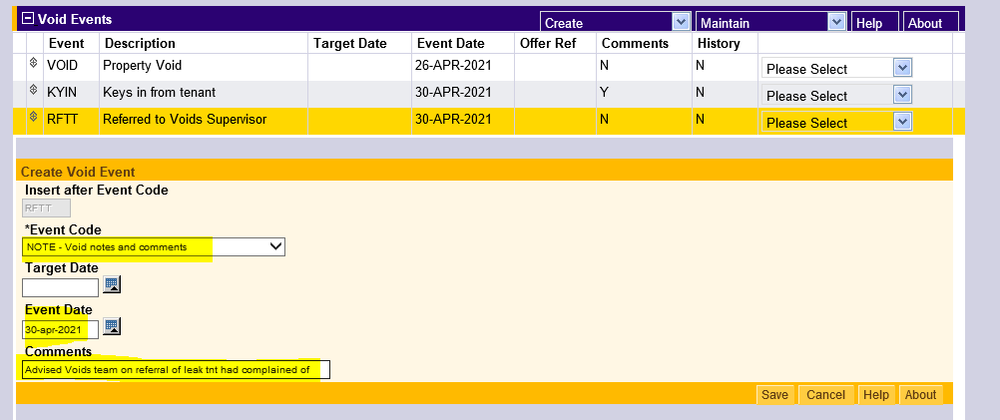 Void Events Create Maintain Help About
Event Description Target Date Event Date Offer Ref Comments History
VOID Property Void 26-APR-2021 N N Please Select
KYIN Keys in from tenant 30-APR-2021 Y N Please Select
RFTT Referred to Voids Supervisor 30-APR-2021 N N Please Select
Create Void Event
Insert after Event Code
RFTT
*Event Code
NOTE - Void notes and comments
Target Date
Event Date
30-apr-2021
Comments
Advised Voids team on referral of leak tnt had complained of
Save Cancel Help About